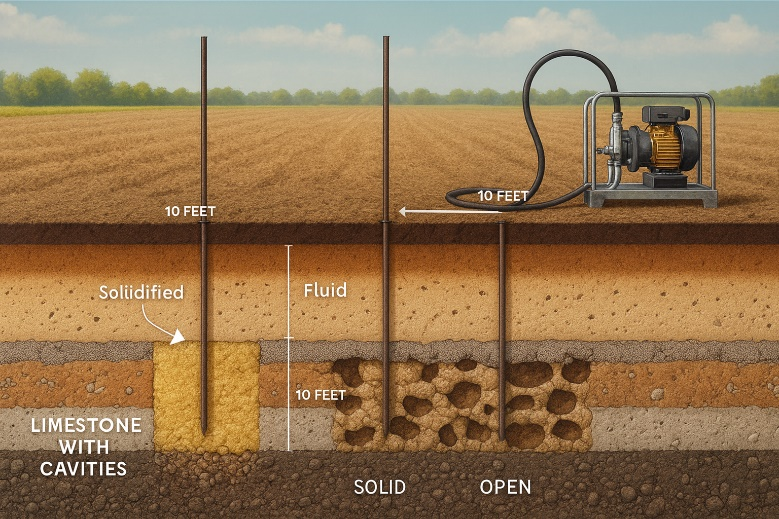 10 FEET
10 FEET
Soliidified
Fluid
10 FEET
LIMESTONE
WITH
CAVITIES
SOLID
OPEN